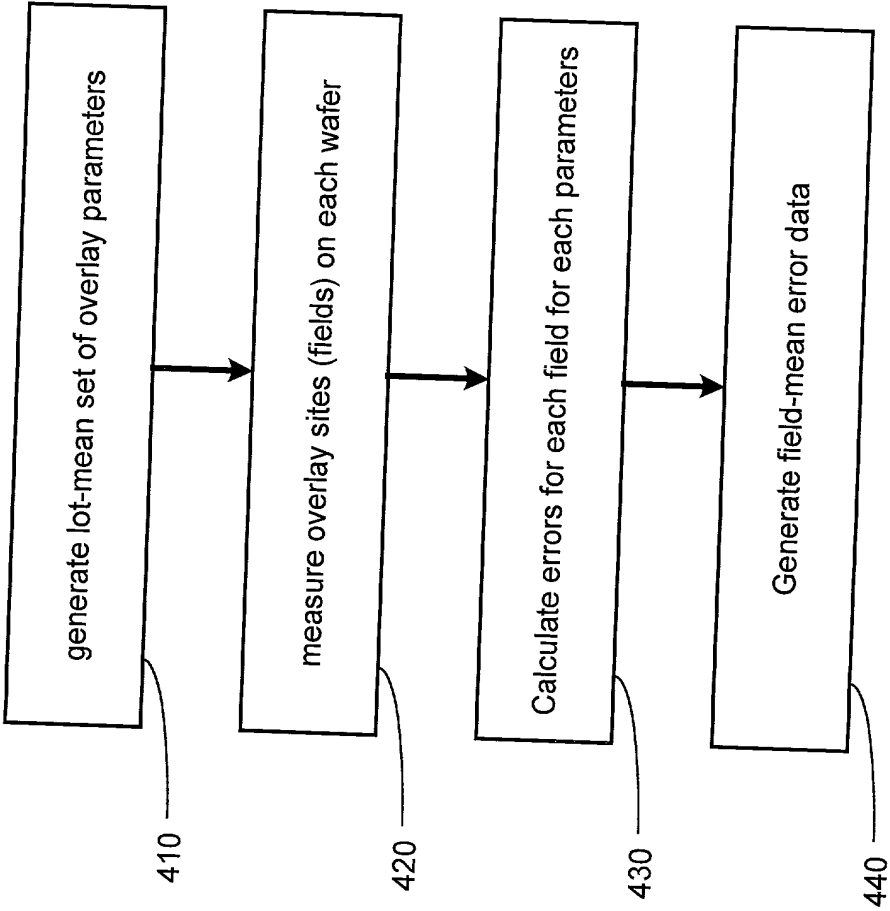 generate lot-mean set of overlay parameters
410
measure overlay sites (fields) on each wafer
420
Calculate errors for each field for each parameters
430
Generate field-mean error data
440